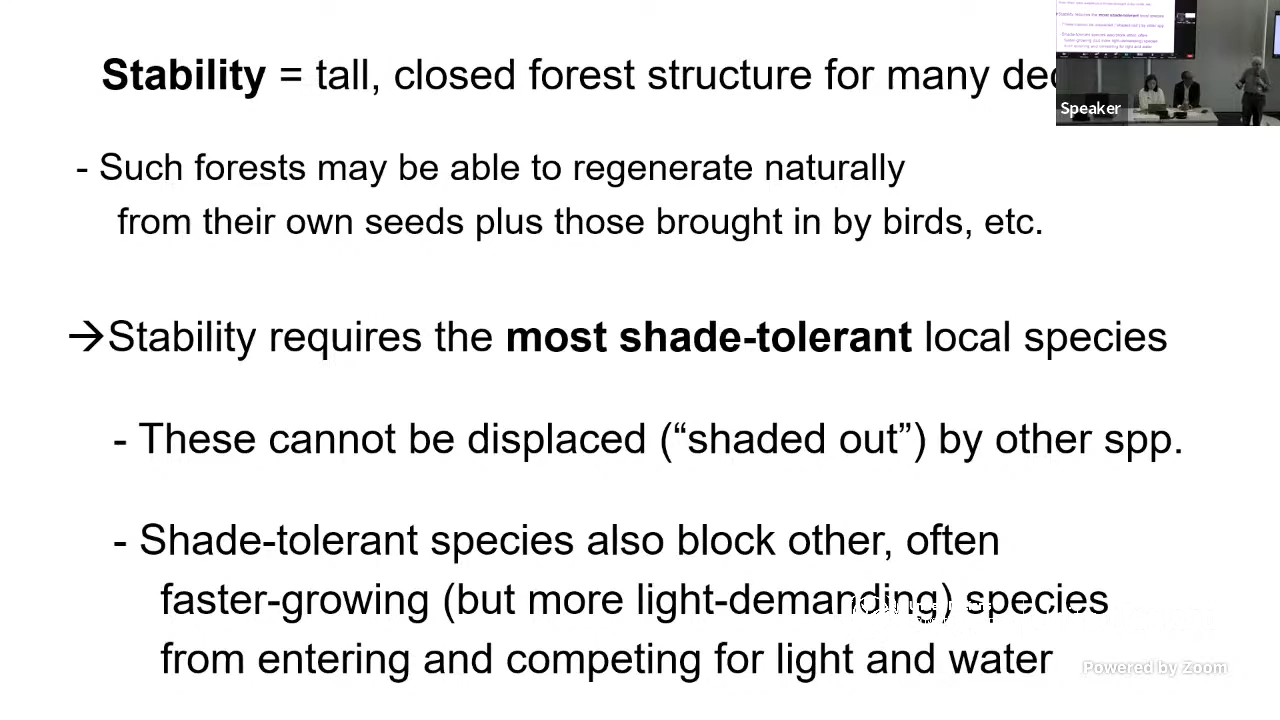 Stability = tall, closed forest structure for many dec
Speaker
- Such forests may be able to regenerate naturally
from their own seeds plus those brought in by birds, etc.
→Stability requires the most shade-tolerant local species
- These cannot be displaced (“shaded out”) by other spp.
- Shade-tolerant species also block other, often
faster-growing (but more light-demanding) species
from entering and competing for light and water
Powered by Zoom